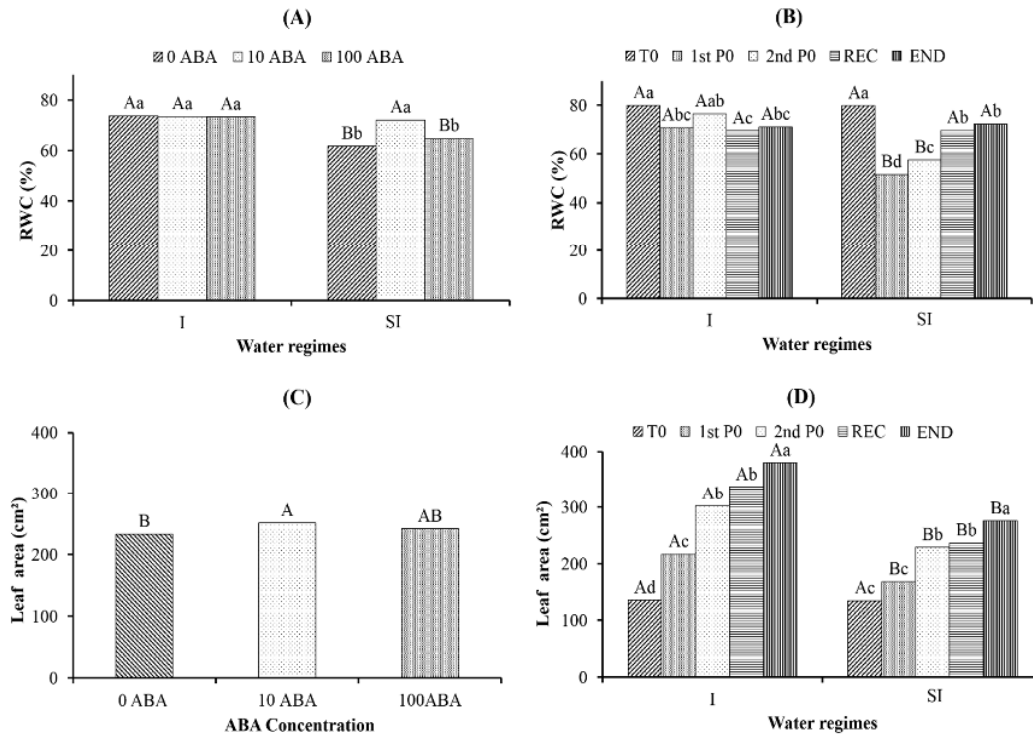 (A)
0 ABA 10 ABA 100 ABA
80
60
40
20
0
RWC (%)
Aa Aa Aa
Bb Aa Bb
I SI
Water regimes
(B)
T0 1st P0 2nd P0 REC END
100
80
60
40
20
0
RWC (%)
Aa Abc Aab Ac Abc
Aa Bd Bc Ab Ab
I SI
Water regimes
(C)
400
300
200
100
0
Leaf area (cm²)
B A AB
0 ABA 10 ABA 100ABA
ABA Concentration
(D)
T0 1st P0 2nd P0 REC END
400
300
200
100
0
Leaf area (cm²)
Ad Ac Ab Ab Aa
Ac Bc Bb Bb Ba
I SI
Water regimes